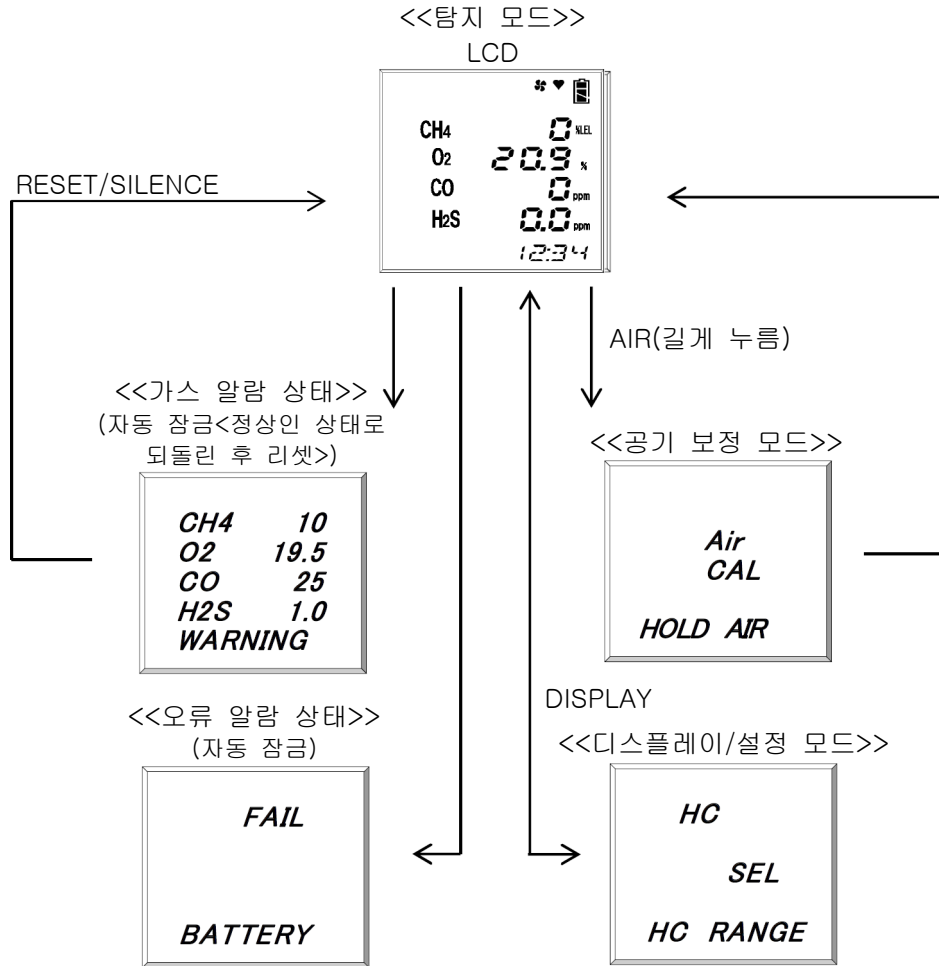 <<탐지 모드>>
LCD
CH4 0 %LEL
O2 20.9 %
CO 0 ppm
H2S 0.0 ppm
12:34
RESET/SILENCE
AIR(길게 누름)
<<가스 알람 상태>>
(자동 잠금<정상인 상태로
되돌린 후 리셋>)
CH4 10
O2 19.5
CO 25
H2S 1.0
WARNING
<<공기 보정 모드>>
Air
CAL
HOLD AIR
<<오류 알람 상태>>
(자동 잠금)
FAIL
BATTERY
DISPLAY
<<디스플레이/설정 모드>>
HC
SEL
HC RANGE